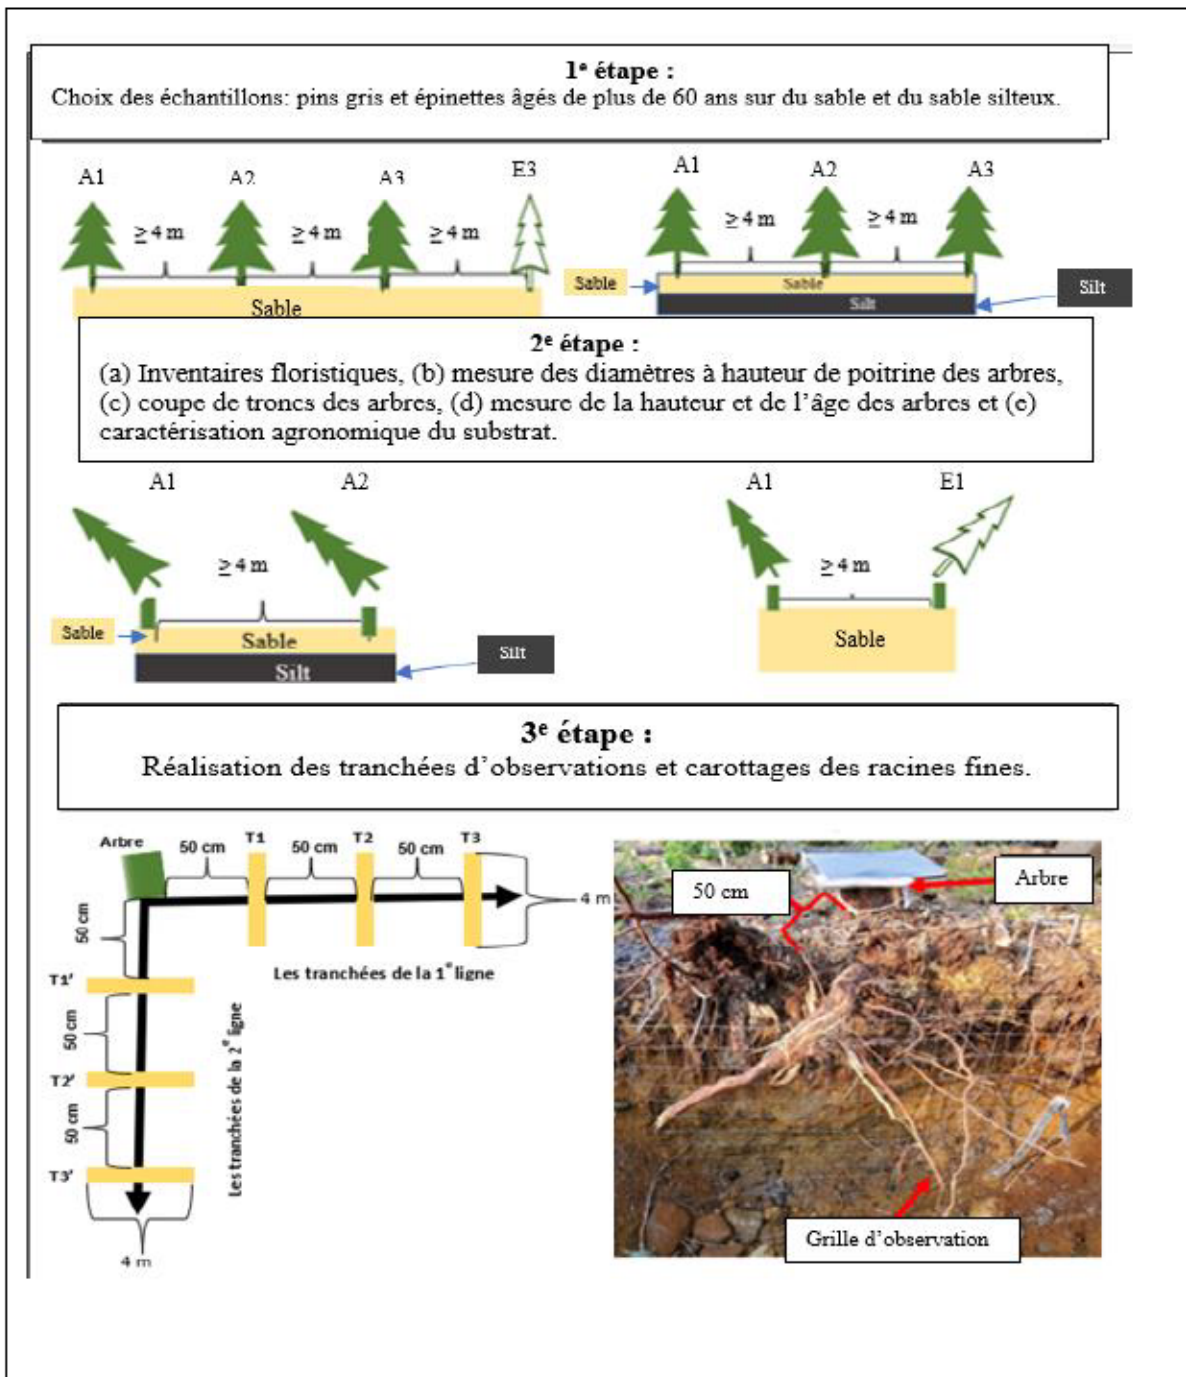 1e étape :
Choix des échantillons: pins gris et épinettes âgés de plus de 60 ans sur du sable et du sable silteux.
A1 A2 A3 E3 A1 A2 A3
≥ 4 m ≥ 4 m ≥ 4 m ≥ 4 m ≥ 4 m
Sable Sable Silt
Sable Silt
2e étape :
(a) Inventaires floristiques, (b) mesure des diamètres à hauteur de poitrine des arbres,
(c) coupe de troncs des arbres, (d) mesure de la hauteur et de l'âge des arbres et (e)
caractérisation agronomique du substrat.
A1 A2 A1 E1
≥ 4 m ≥ 4 m
Sable Sable Silt Sable
Silt
3e étape :
Réalisation des tranchées d'observations et carottages des racines fines.
Arbre 50 cm T1 50 cm T2 50 cm T3
4 m
50 cm
Les tranchées de la 1e ligne
T1'
50 cm
T2'
50 cm
T3'
Les tranchées de la 2e ligne
4 m
50 cm
Arbre
Grille d'observation